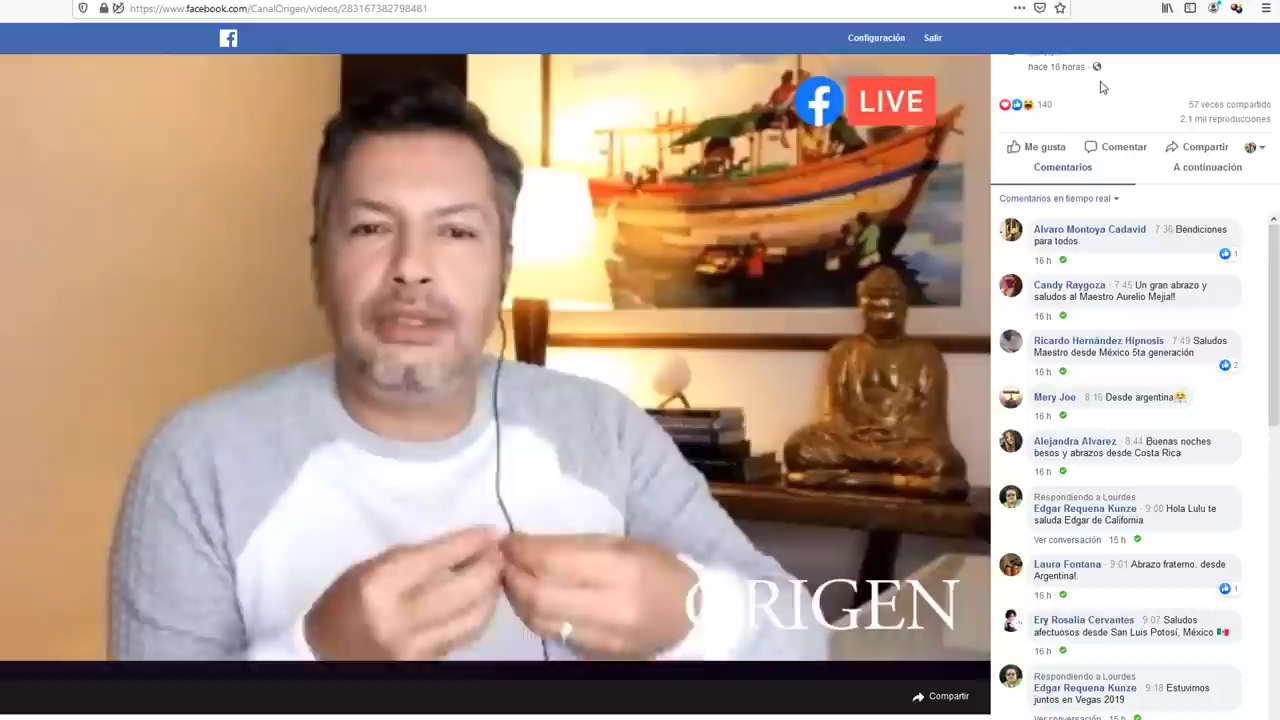 https://www.facebook.com/CanalOrigen/videos/283167382798481
Configuración
Salir
LIVE
ORIGEN
Compartir
hace 16 horas
140
57 veces compartido
2.1 mil reproducciones
Me gusta
Comentar
Compartir
Comentarios
A continuación
Comentarios en tiempo real
Alvaro Montoya Cadavid 7:36 Bendiciones
para todos.
1
16 h
Candy Raygoza 7:45 Un gran abrazo y
saludos al Maestro Aurelio Mejia!!
16 h
Ricardo Hernández Hipnosis 7:49 Saludos
Maestro desde México 5ta generación
2
16 h
Mery Joe 8:16 Desde argentina
16 h
Alejandra Alvarez 8:44 Buenas noches
besos y abrazos desde Costa Rica
16 h
Respondiendo a Lourdes
Edgar Requena Kunze 9:00 Hola Lulu te
saluda Edgar de California
Ver conversación 15 h
Laura Fontana 9:01 Abrazo fraterno. desde
Argentina!.
1
16 h
Ery Rosalía Cervantes 9:07 Saludos
afectuosos desde San Luis Potosí, México
16 h
Respondiendo a Lourdes
Edgar Requena Kunze 9:18 Estuvimos
juntos en Vegas 2019
Ver conversación 15 h